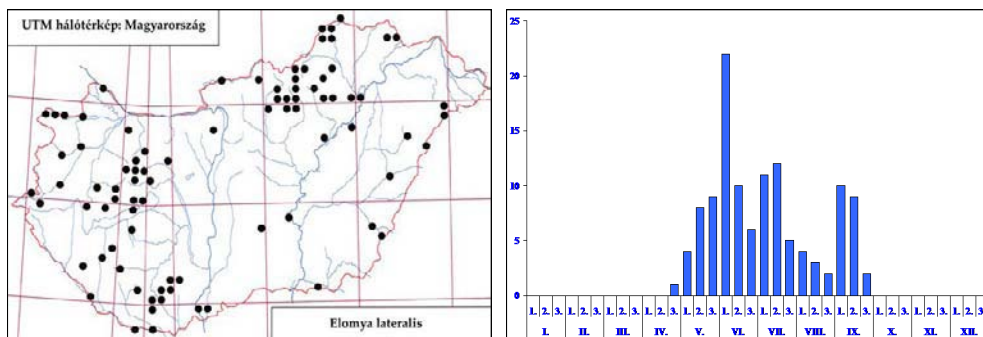 UTM hálótérkép: Magyarország
Elomya lateralis
25
20
15
10
5
0
1. 2. 3. 1. 2. 3. 1. 2. 3. 1. 2. 3. 1. 2. 3. 1. 2. 3. 1. 2. 3. 1. 2. 3. 1. 2. 3. 1. 2. 3. 1. 2. 3. 1. 2. 3.
I. II. III. IV. V. VI. VII. VIII. IX. X. XI. XII.